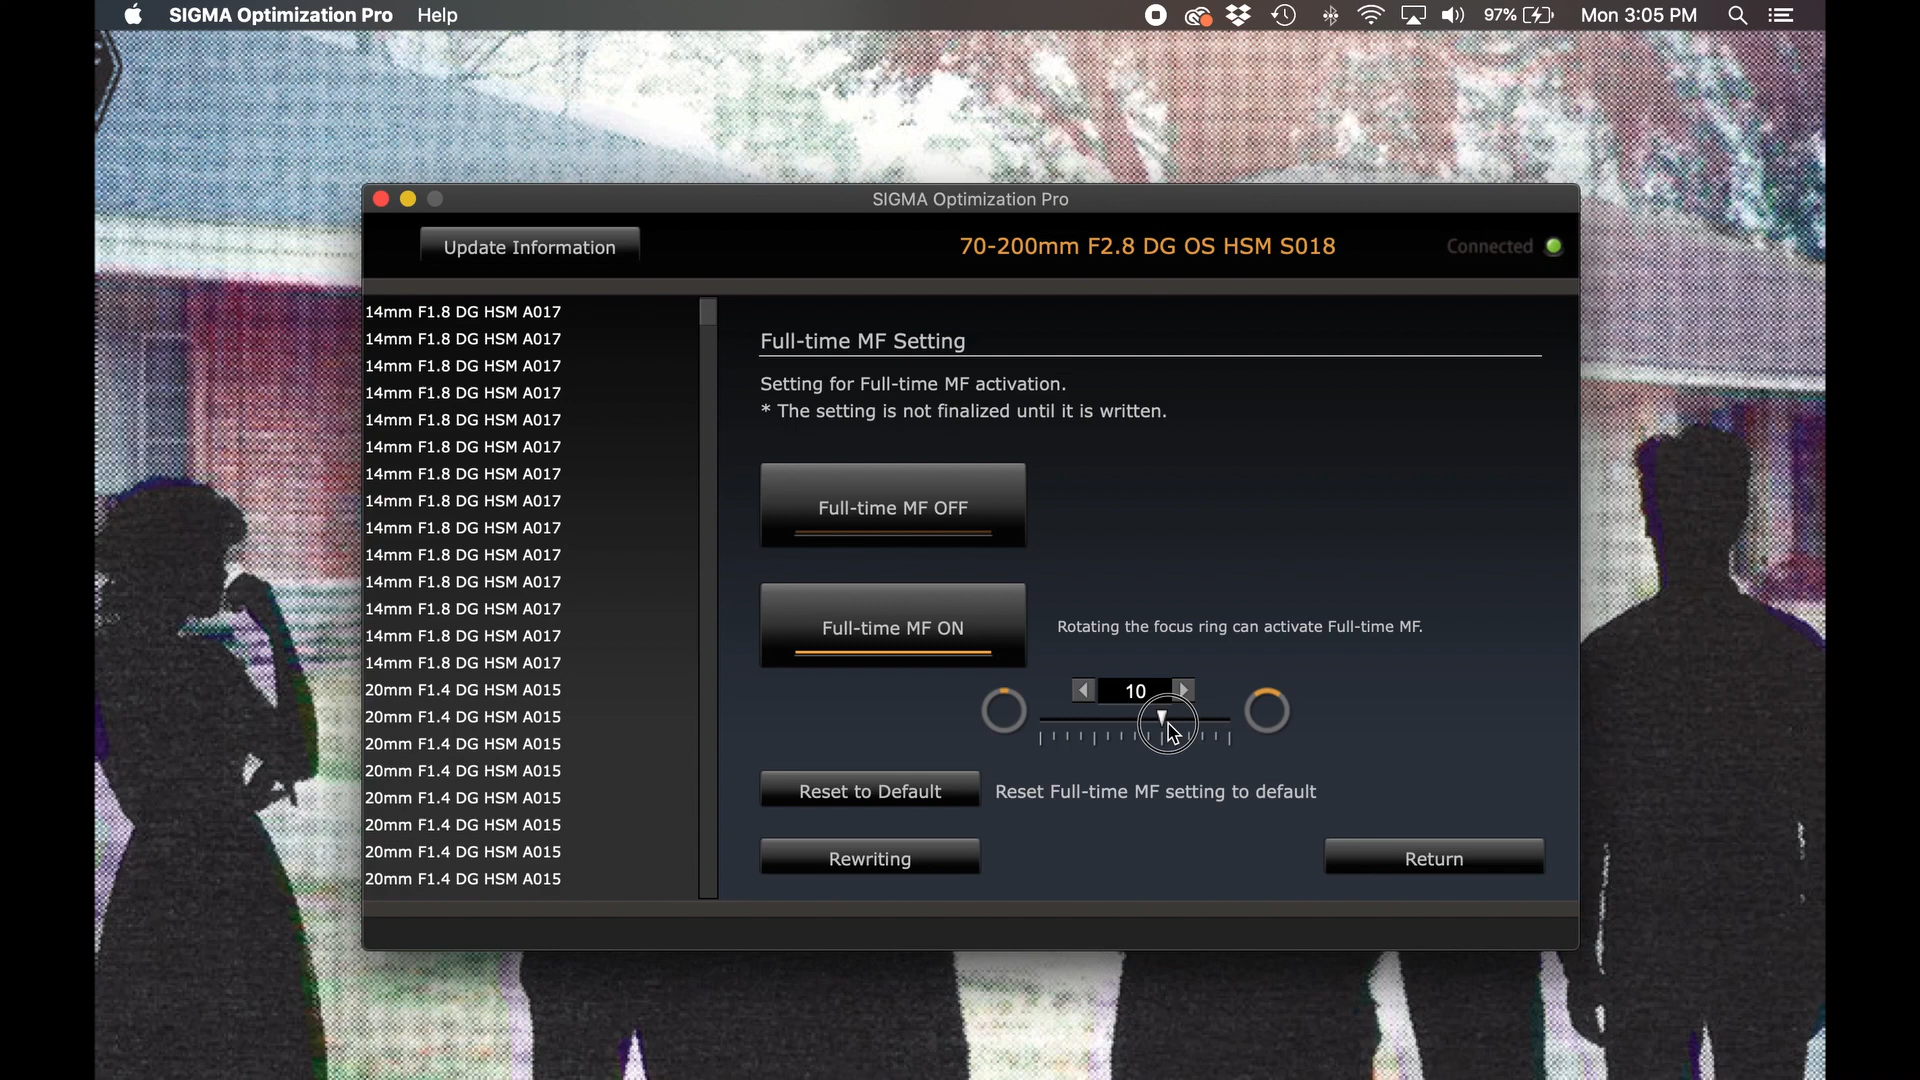 SIGMA Optimization Pro Help 97% Mon 3:05 PM
SIGMA Optimization Pro
Update Information 70-200mm F2.8 DG OS HSM S018 Connected
14mm F1.8 DG HSM A017
14mm F1.8 DG HSM A017
14mm F1.8 DG HSM A017
14mm F1.8 DG HSM A017
14mm F1.8 DG HSM A017
14mm F1.8 DG HSM A017
14mm F1.8 DG HSM A017
14mm F1.8 DG HSM A017
14mm F1.8 DG HSM A017
14mm F1.8 DG HSM A017
14mm F1.8 DG HSM A017
14mm F1.8 DG HSM A017
14mm F1.8 DG HSM A017
14mm F1.8 DG HSM A017
20mm F1.4 DG HSM A015
20mm F1.4 DG HSM A015
20mm F1.4 DG HSM A015
20mm F1.4 DG HSM A015
20mm F1.4 DG HSM A015
20mm F1.4 DG HSM A015
20mm F1.4 DG HSM A015
20mm F1.4 DG HSM A015
Full-time MF Setting
Setting for Full-time MF activation.
* The setting is not finalized until it is written.
Full-time MF OFF
Full-time MF ON
Rotating the focus ring can activate Full-time MF.
10
Reset to Default
Reset Full-time MF setting to default
Rewriting
Return